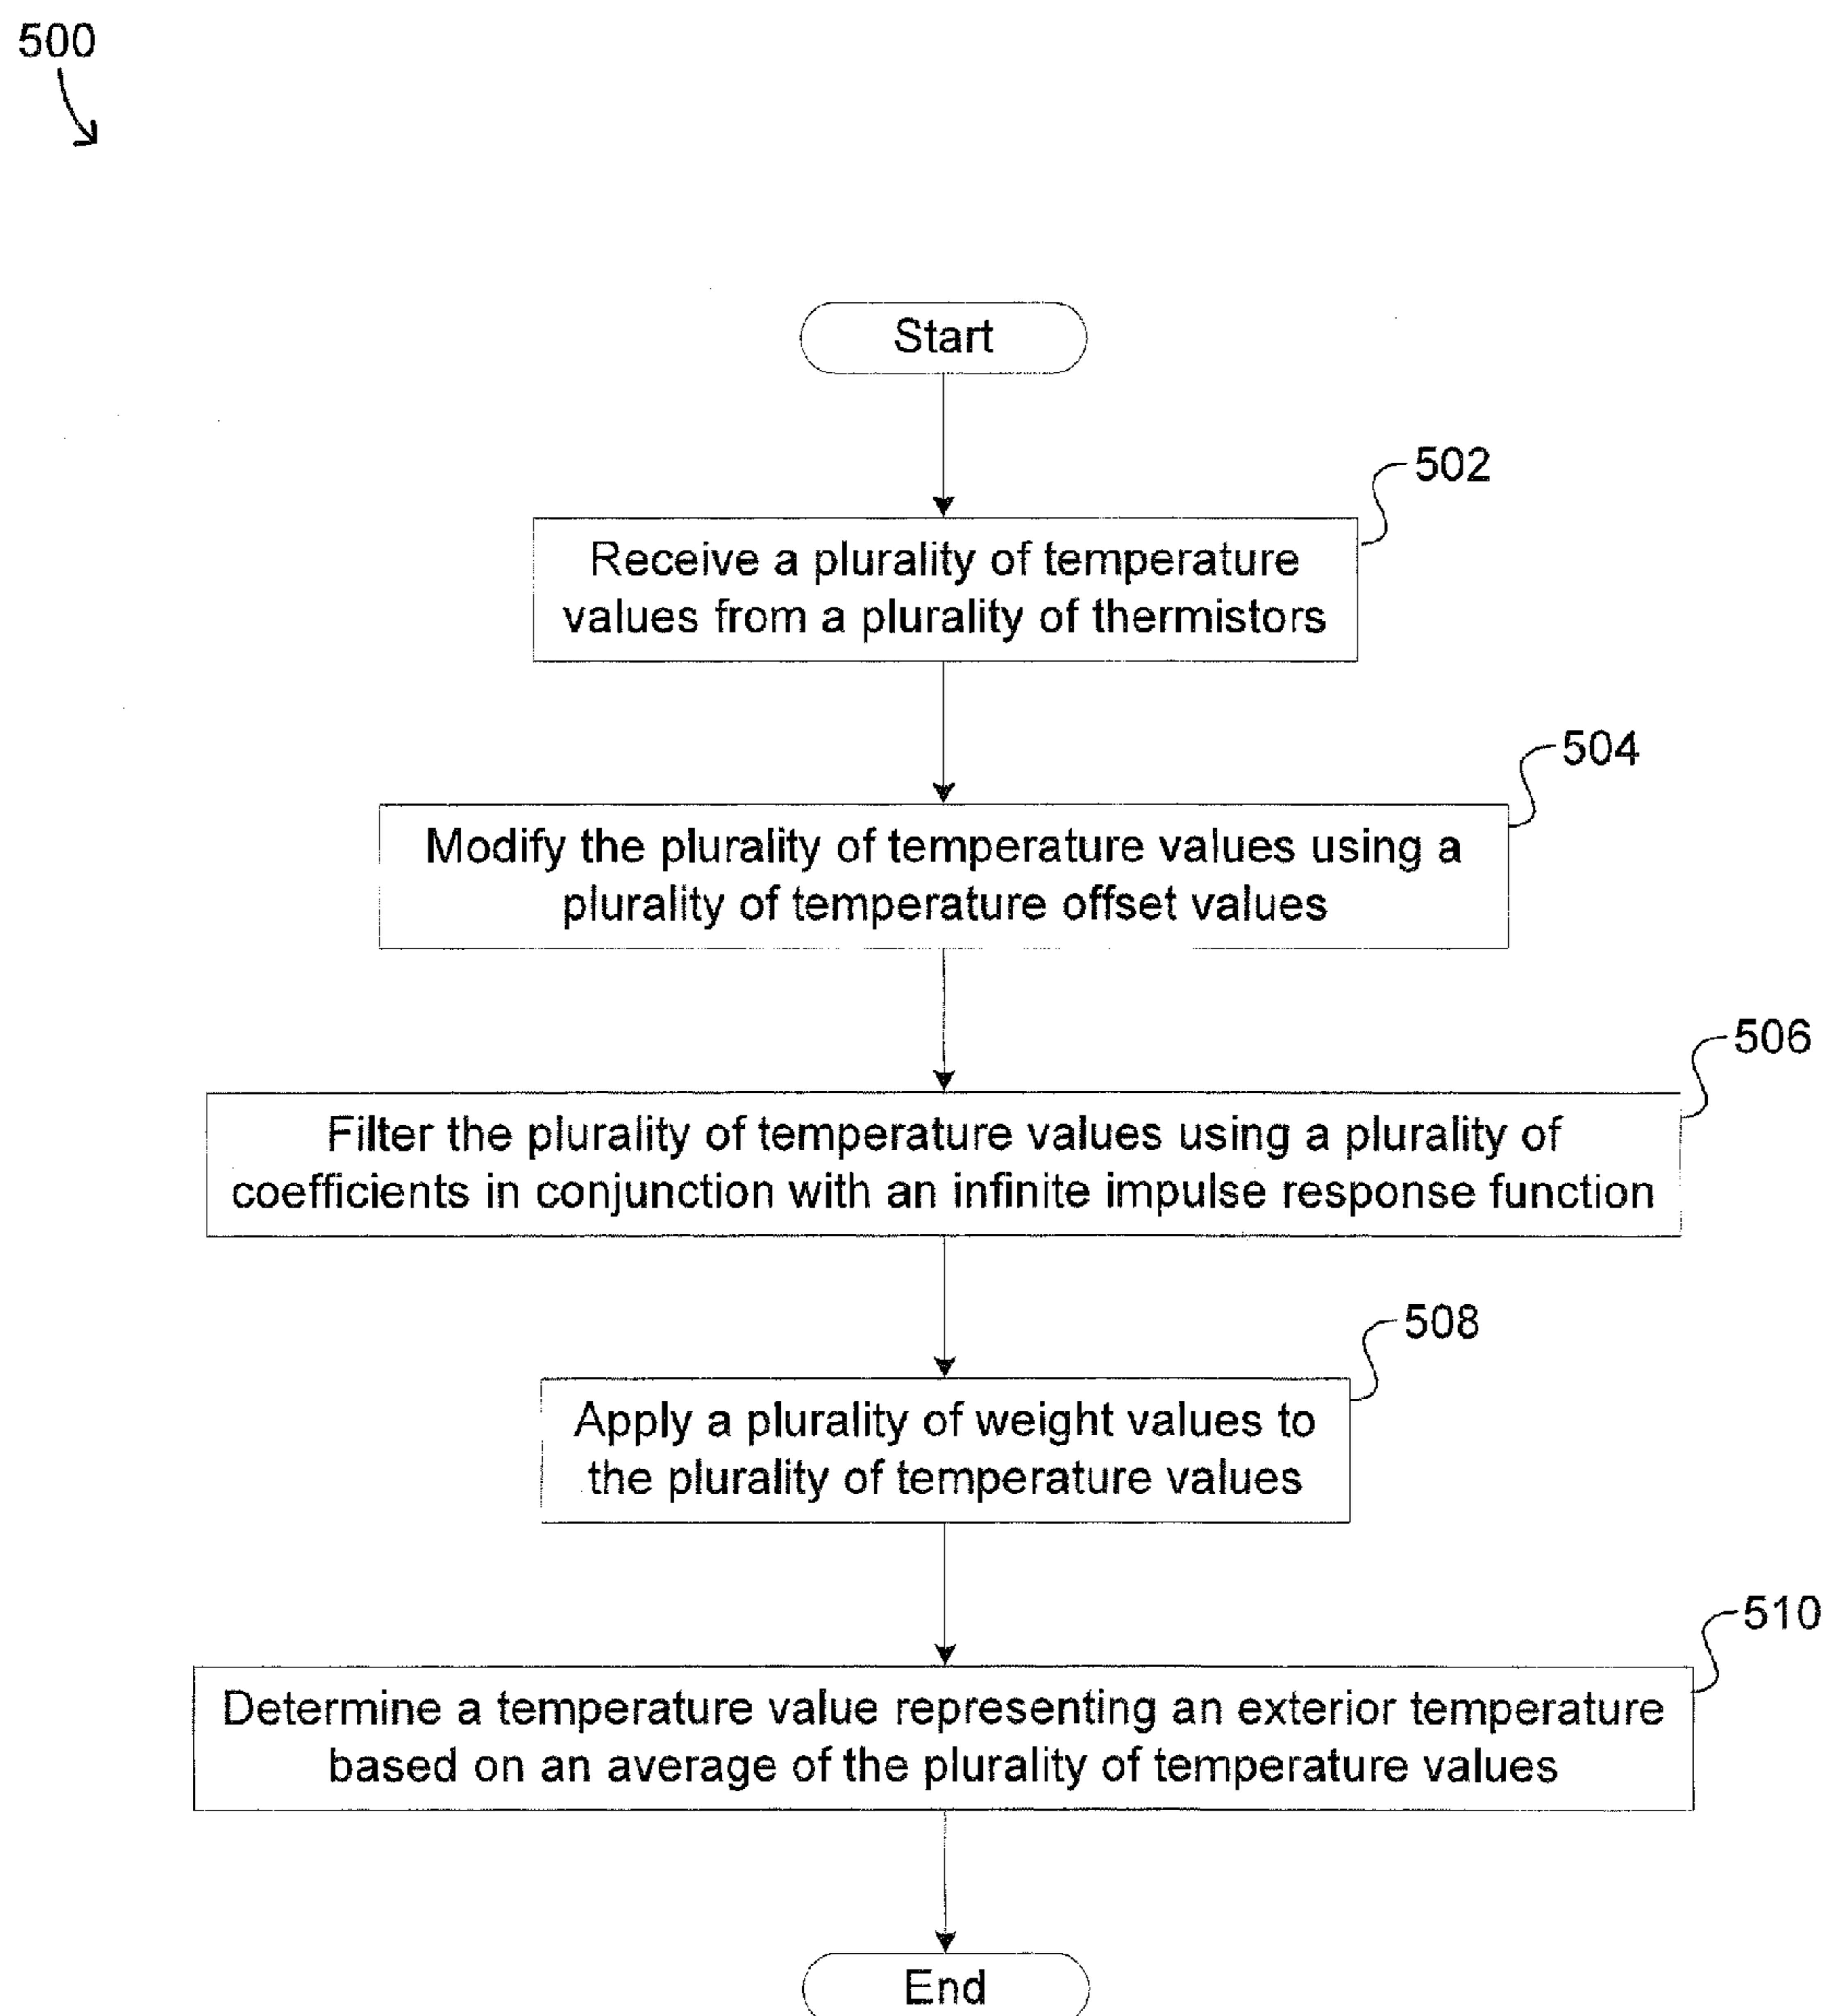 500
Start
502
Receive a plurality of temperature
values from a plurality of thermistors
504
Modify the plurality of temperature values using a
plurality of temperature offset values
506
Filter the plurality of temperature values using a plurality of
coefficients in conjunction with an infinite impulse response function
508
Apply a plurality of weight values to
the plurality of temperature values
510
Determine a temperature value representing an exterior temperature
based on an average of the plurality of temperature values
End